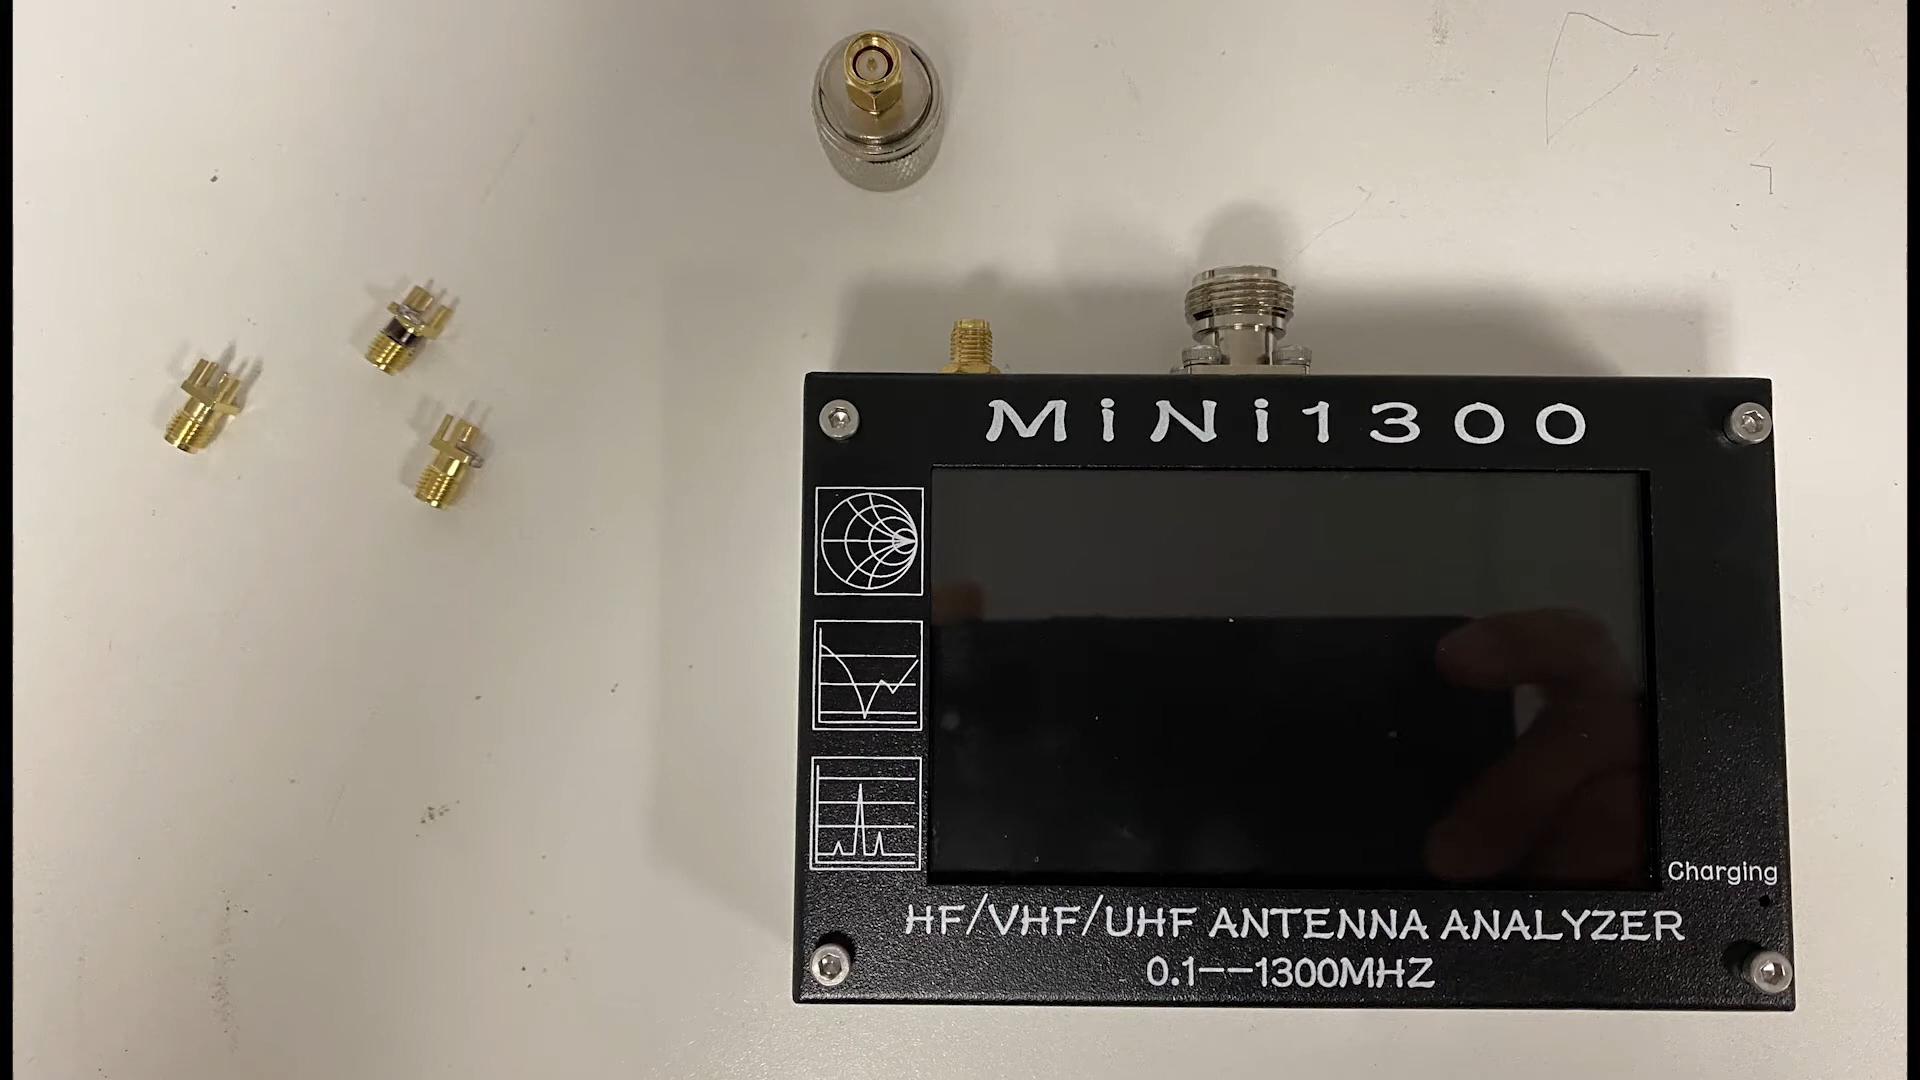 MiNi1300
Charging
HF/VHF/UHF ANTENNA ANALYZER
0.1--1300MHZ